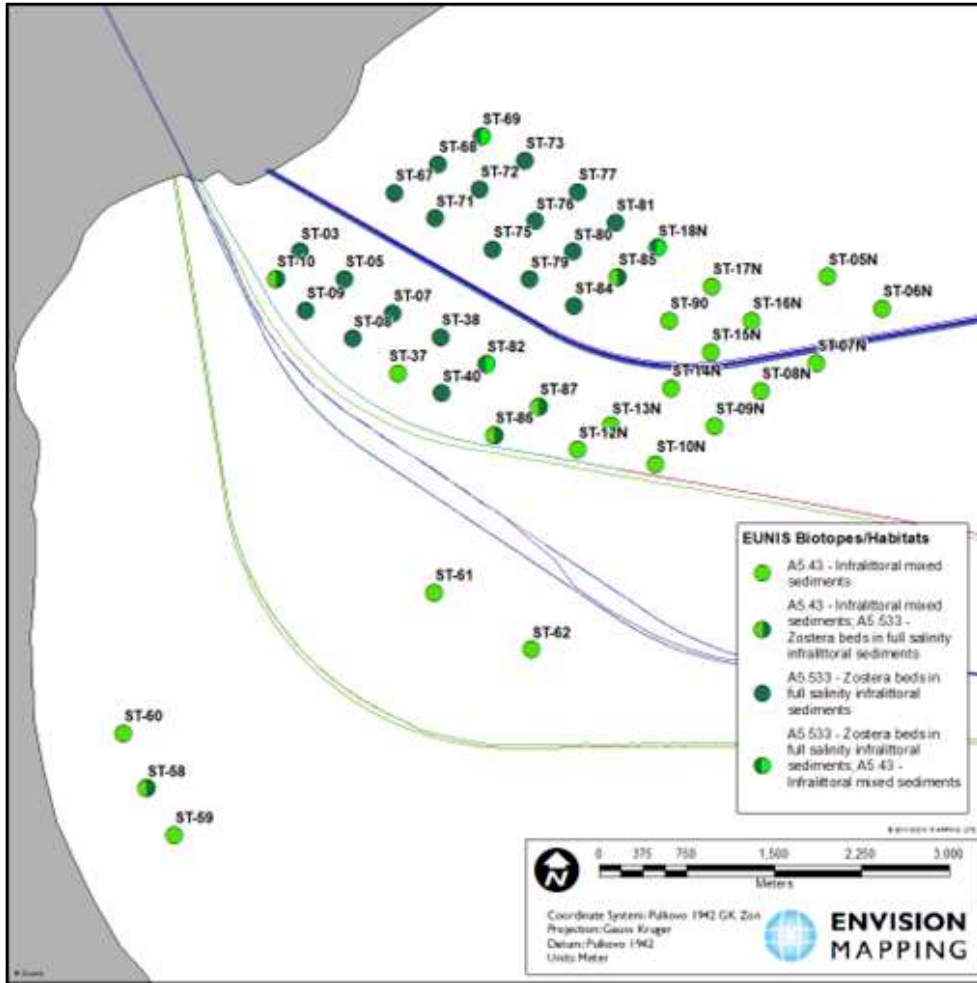 ST-69
ST-68
ST-73
ST-67
ST-72
ST-77
ST-71
ST-76
ST-81
ST-03
ST-75
ST-80
ST-18N
ST-10
ST-05
ST-79
ST-85
ST-17N
ST-05N
ST-09
ST-07
ST-84
ST-90
ST-16N
ST-06N
ST-08
ST-38
ST-15N
ST-37
ST-82
ST-14N
ST-07N
ST-40
ST-08N
ST-87
ST-13N
ST-09N
ST-86
ST-12N
ST-10N
ST-61
ST-62
ST-60
ST-58
ST-59
EUNIS Biotopes/Habitats
A5.43 - Infralittoral mixed
sediments
A5.43 - Infralittoral mixed
sediments; A5.533 -
Zostera beds in full salinity
infralittoral sediments
A5.533 - Zostera beds in
full salinity infralittoral
sediments
A5.533 - Zostera beds in
full salinity infralittoral
sediments; A5.43 -
Infralittoral mixed sediments
N
0 375 750 1,500 2,250 3,000
Meters
Coordinate System: Pulkovo 1942 GK Zon
Projection: Gauss Kruger
Datum: Pulkovo 1942
Units: Meter
ENVISION
MAPPING